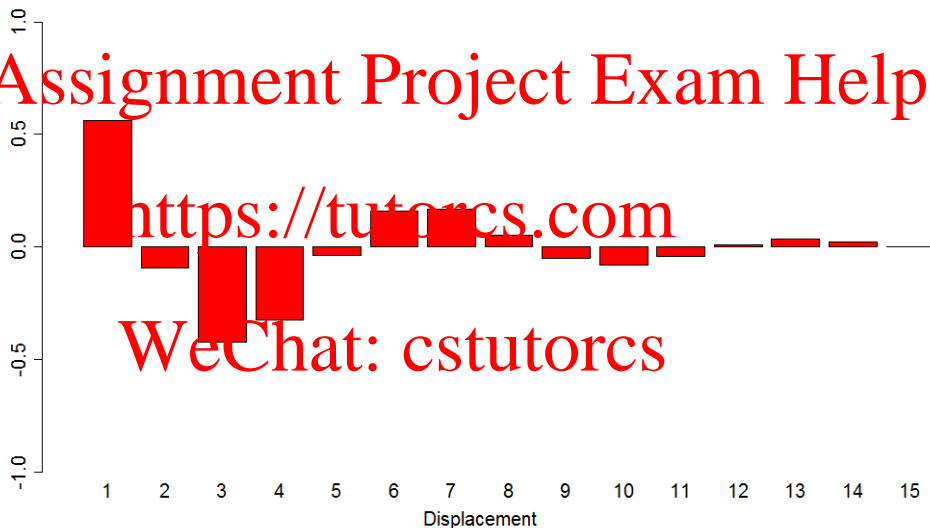 1.0
Assignment Project Exam Help
0.5
https://tutorcs.com
0.0
WeChat: cstutorcs
-0.5
-1.0
1 2 3 4 5 6 7 8 9 10 11 12 13 14 15
Displacement